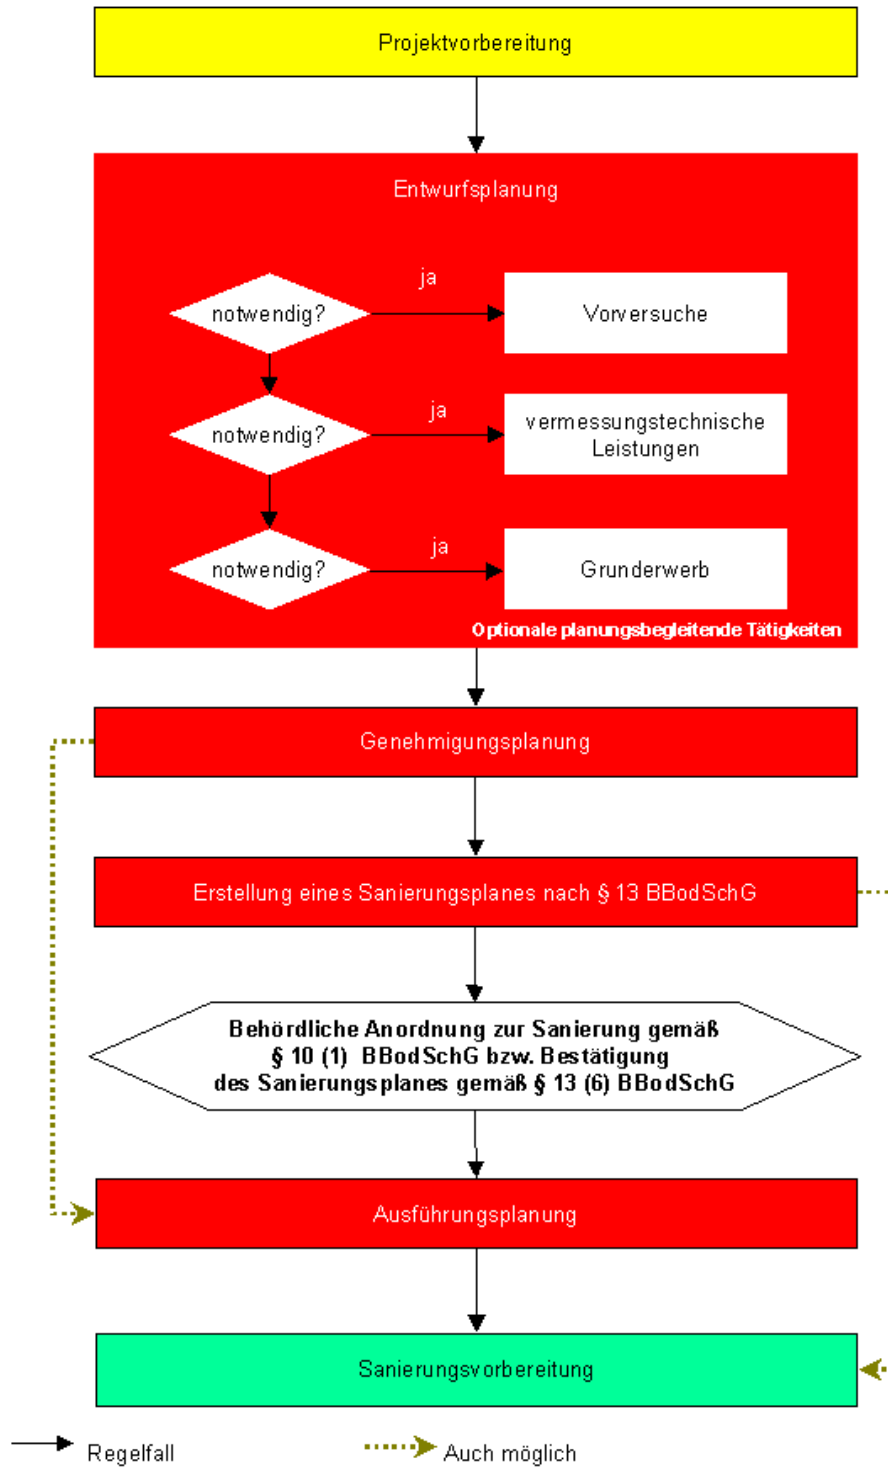 Projektvorbereitung
Entwurfsplanung
ja
notwendig?
Vorversuche
ja
notwendig?
vermessungstechnische
Leistungen
ja
notwendig?
Grunderwerb
Optionale planungsbegleitende Tätigkeiten
Genehmigungsplanung
Erstellung eines Sanierungsplanes nach § 13 BBodSchG
Behördliche Anordnung zur Sanierung gemäß
§ 10 (1) BBodSchG bzw. Bestätigung
des Sanierungsplanes gemäß § 13 (6) BBodSchG
Ausführungsplanung
Sanierungsvorbereitung
Regelfall
Auch möglich